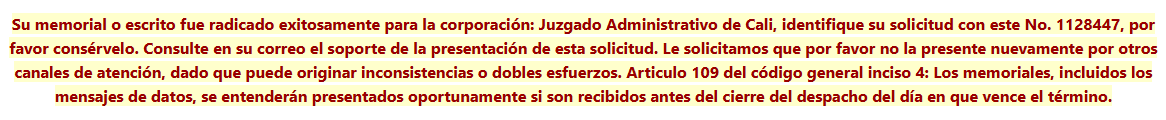 Su memorial o escrito fue radicado exitosamente para la corporación: Juzgado Administrativo de Cali, identifique su solicitud con este No. 1128447, por
favor consérvelo. Consulte en su correo el soporte de la presentación de esta solicitud. Le solicitamos que por favor no la presente nuevamente por otros
canales de atención, dado que puede originar inconsistencias o dobles esfuerzos. Articulo 109 del código general inciso 4: Los memoriales, incluidos los
mensajes de datos, se entenderán presentados oportunamente si son recibidos antes del cierre del despacho del día en que vence el término.